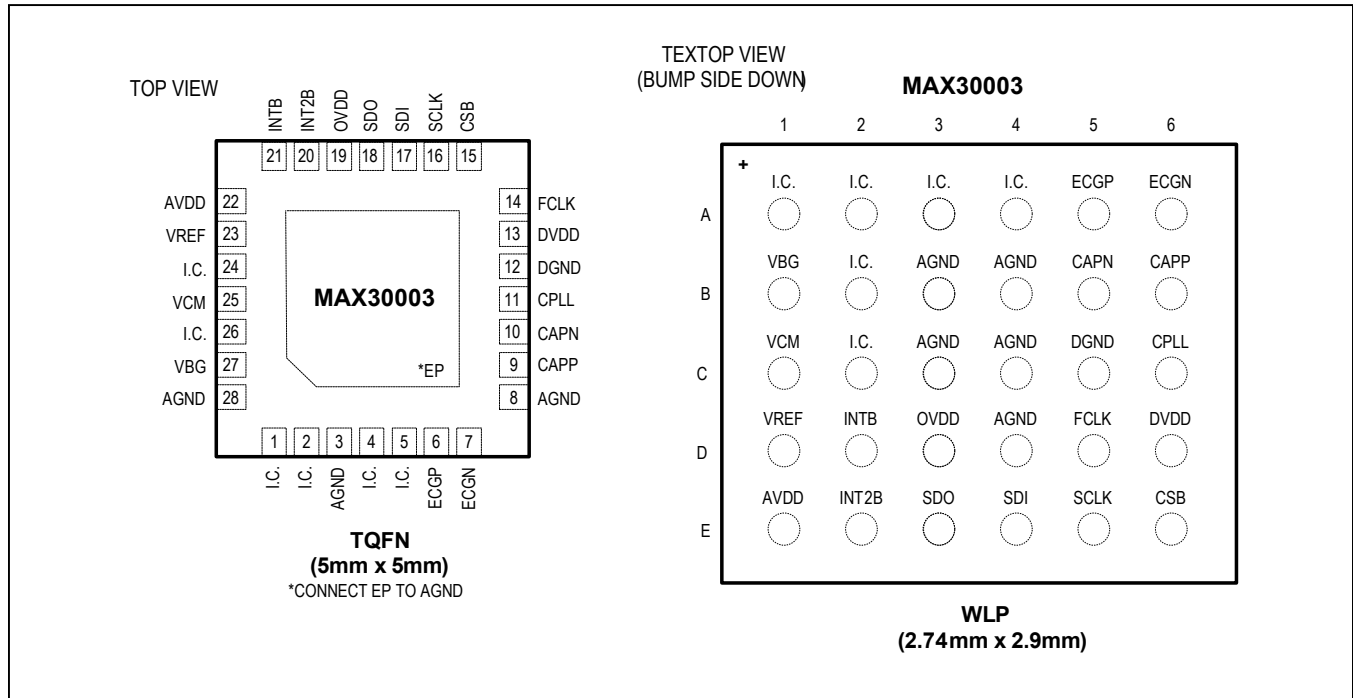 TOP VIEW
INTB INT2B OVDD SDO SDI SCLK CSB
21 20 19 18 17 16 15
AVDD 22 14 FCLK
VREF 23 13 DVDD
I.C. 24 12 DGND
VCM 25 11 CPLL
I.C. 26 10 CAPN
VBG 27 9 CAPP
AGND 28 8 AGND
MAX30003
*EP
1 2 3 4 5 6 7
I.C. I.C. AGND I.C. I.C. ECGP ECGN
TQFN
(5mm x 5mm)
*CONNECT EP TO AGND
TEXTOP VIEW
(BUMP SIDE DOWN)
MAX30003
1 2 3 4 5 6
+
I.C. I.C. I.C. I.C. ECGP ECGN
A
VBG I.C. AGND AGND CAPN CAPP
B
VCM I.C. AGND AGND DGND CPLL
C
VREF INTB OVDD AGND FCLK DVDD
D
AVDD INT2B SDO SDI SCLK CSB
E
WLP
(2.74mm x 2.9mm)